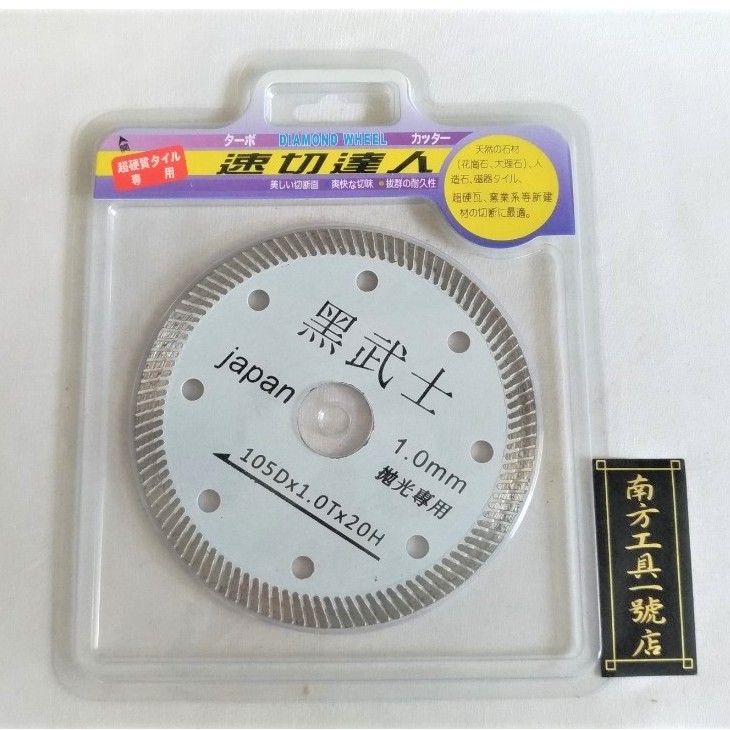 ターボ DIAMOND WHEEL カッター
超硬質タイル
専用
速切達人
美しい切断面 爽快な切味 ●抜群の耐久性
天然の石材
(花崗石、大理石)、人
造石、磁器タイル、
超硬瓦、窯業系等新建
材の切断に最適。
黑武士
japan
1.0mm
拋光專用
105Dx1.0Tx20H
南方工具一號店